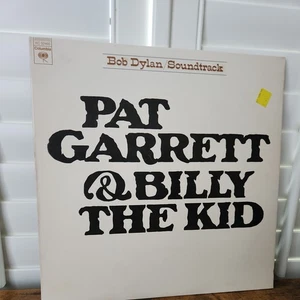 Bob Dylan/Soundtrack
PAT
GARRETT
& BILLY
THE KID